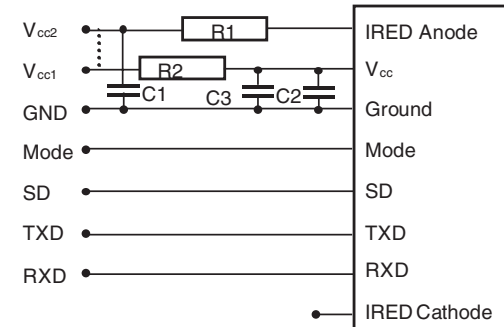 Vcc2 R1 IRED Anode
Vcc1 R2 Vcc
C1 C3 C2
GND Ground
Mode Mode
SD SD
TXD TXD
RXD RXD
IRED Cathode